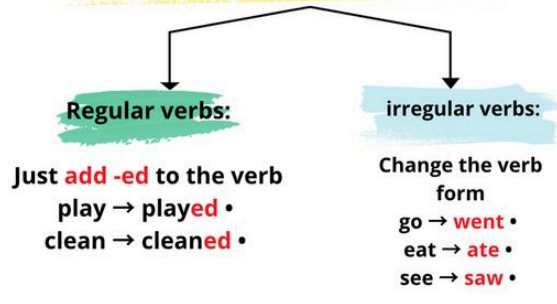 Regular verbs:
Just add -ed to the verb
play → played •
clean → cleaned •
irregular verbs:
Change the verb
form
go → went •
eat → ate •
see → saw •